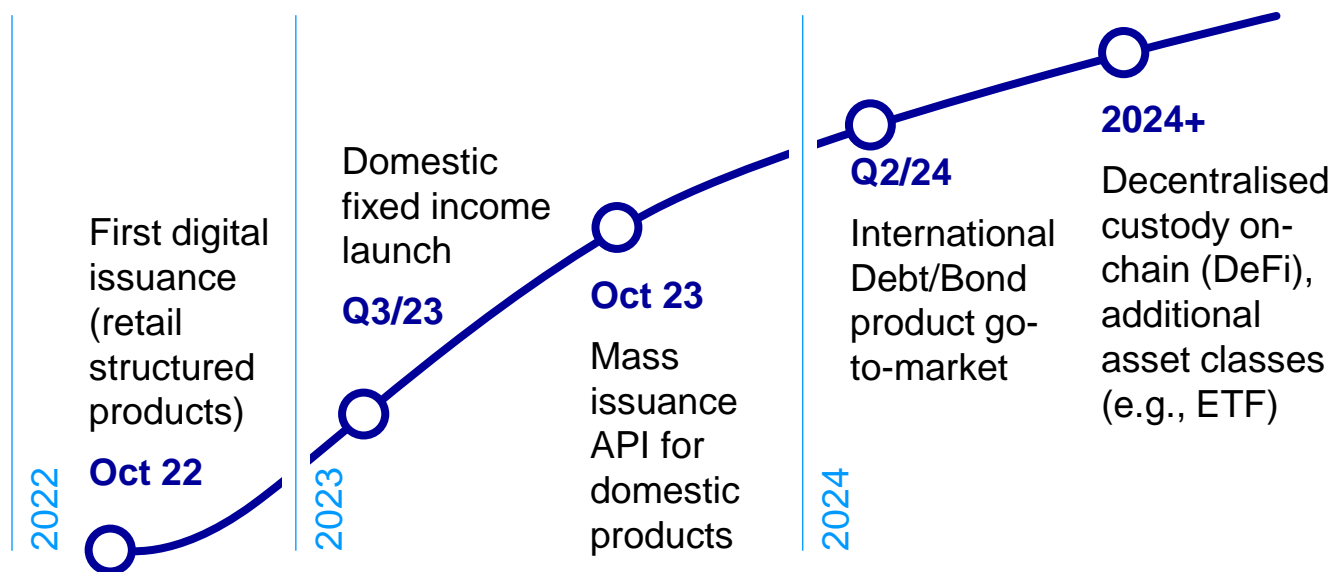 2022
First digital
issuance
(retail
structured
products)
Oct 22
2023
Domestic
fixed income
launch
Q3/23
Oct 23
Mass
issuance
API for
domestic
products
2024
Q2/24
International
Debt/Bond
product go-
to-market
2024+
Decentralised
custody on-
chain (DeFi),
additional
asset classes
(e.g., ETF)